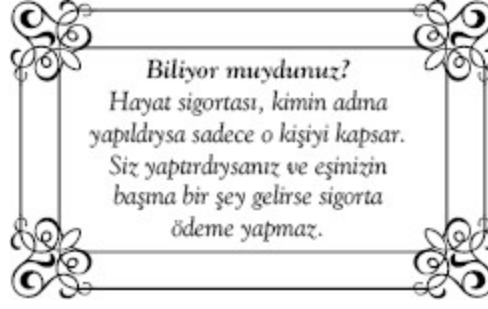 Biliyor muydunuz?
Hayat sigortası, kimin adına
yapıldıysa sadece o kişiyi kapsar.
Siz yaptırdıysanız ve eşinizin
başına bir şey gelirse sigorta
ödeme yapmaz.